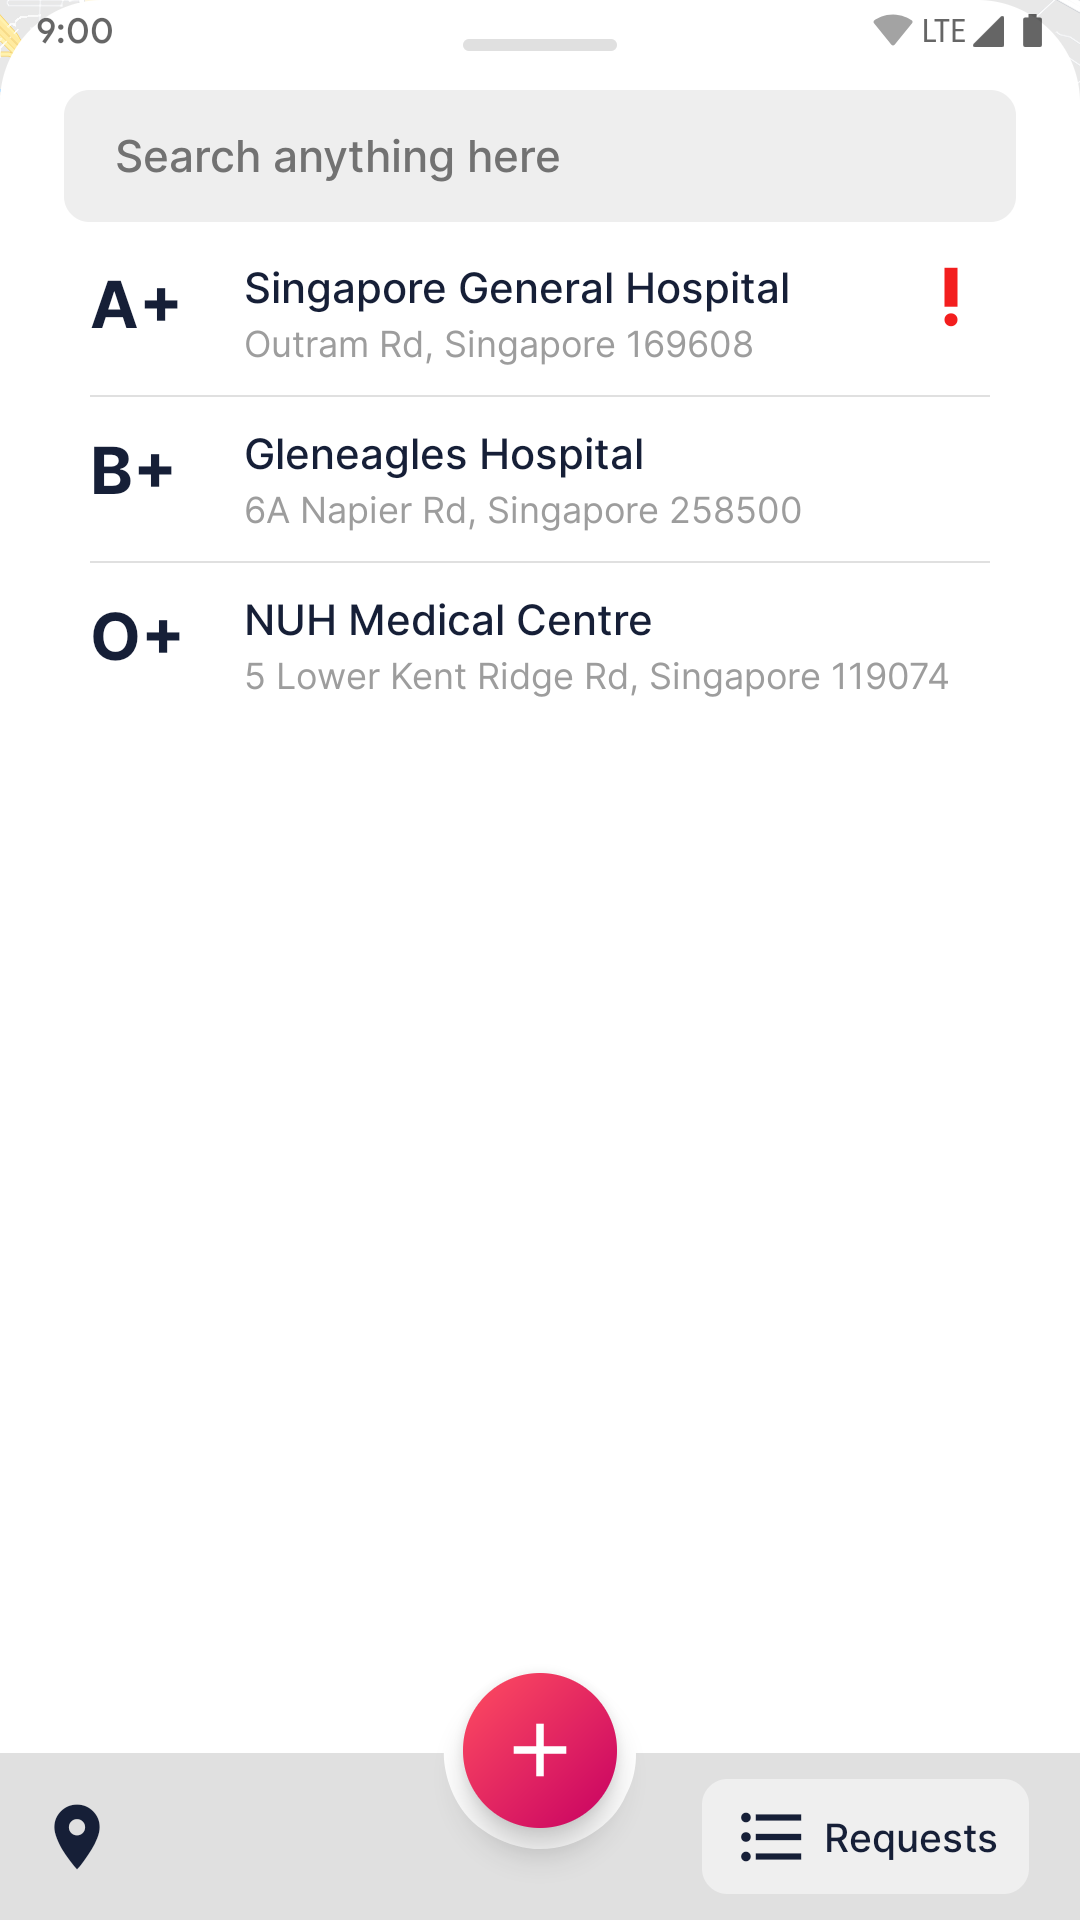 9:00
LTE
Search anything here
A+
Singapore General Hospital
Outram Rd, Singapore 169608
B+
Gleneagles Hospital
6A Napier Rd, Singapore 258500
O+
NUH Medical Centre
5 Lower Kent Ridge Rd, Singapore 119074
Requests